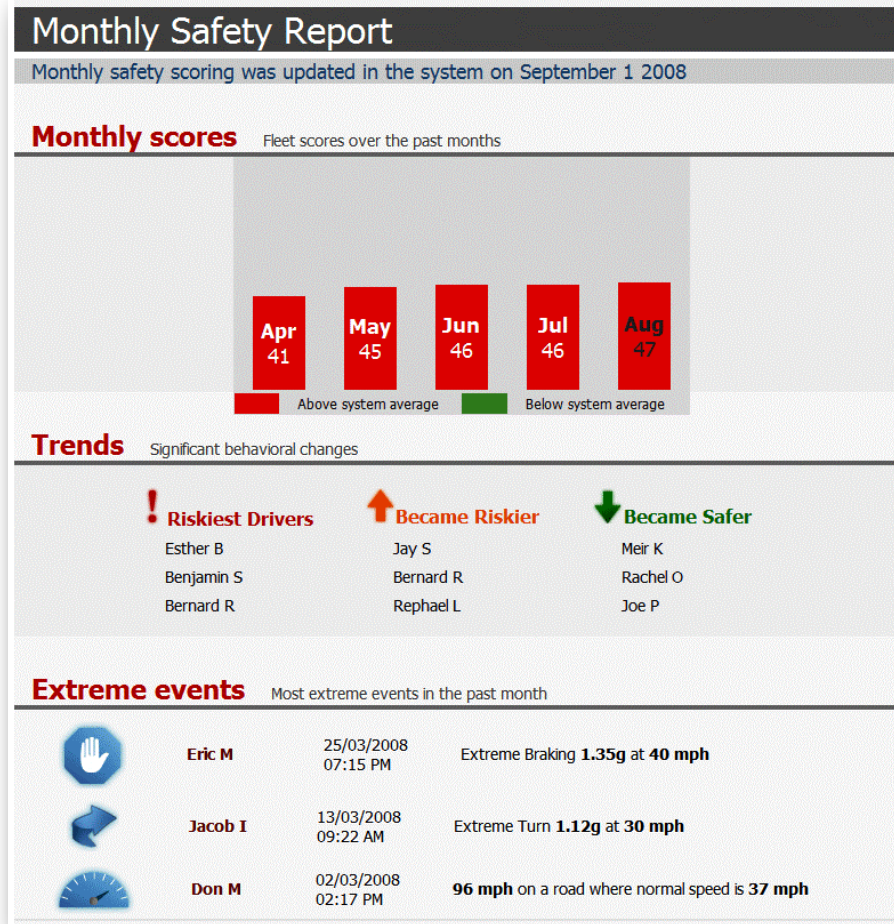 Monthly Safety Report
Monthly safety scoring was updated in the system on September 1 2008
Monthly scores Fleet scores over the past months
Apr May Jun Jul Aug
41 45 46 46 47
Above system average Below system average
Trends Significant behavioral changes
! Riskiest Drivers Became Riskier Became Safer
Esther B Jay S Meir K
Benjamin S Bernard R Rachel O
Bernard R Rephael L Joe P
Extreme events Most extreme events in the past month
Eric M 25/03/2008 07:15 PM Extreme Braking 1.35g at 40 mph
Jacob I 13/03/2008 09:22 AM Extreme Turn 1.12g at 30 mph
Don M 02/03/2008 02:17 PM 96 mph on a road where normal speed is 37 mph